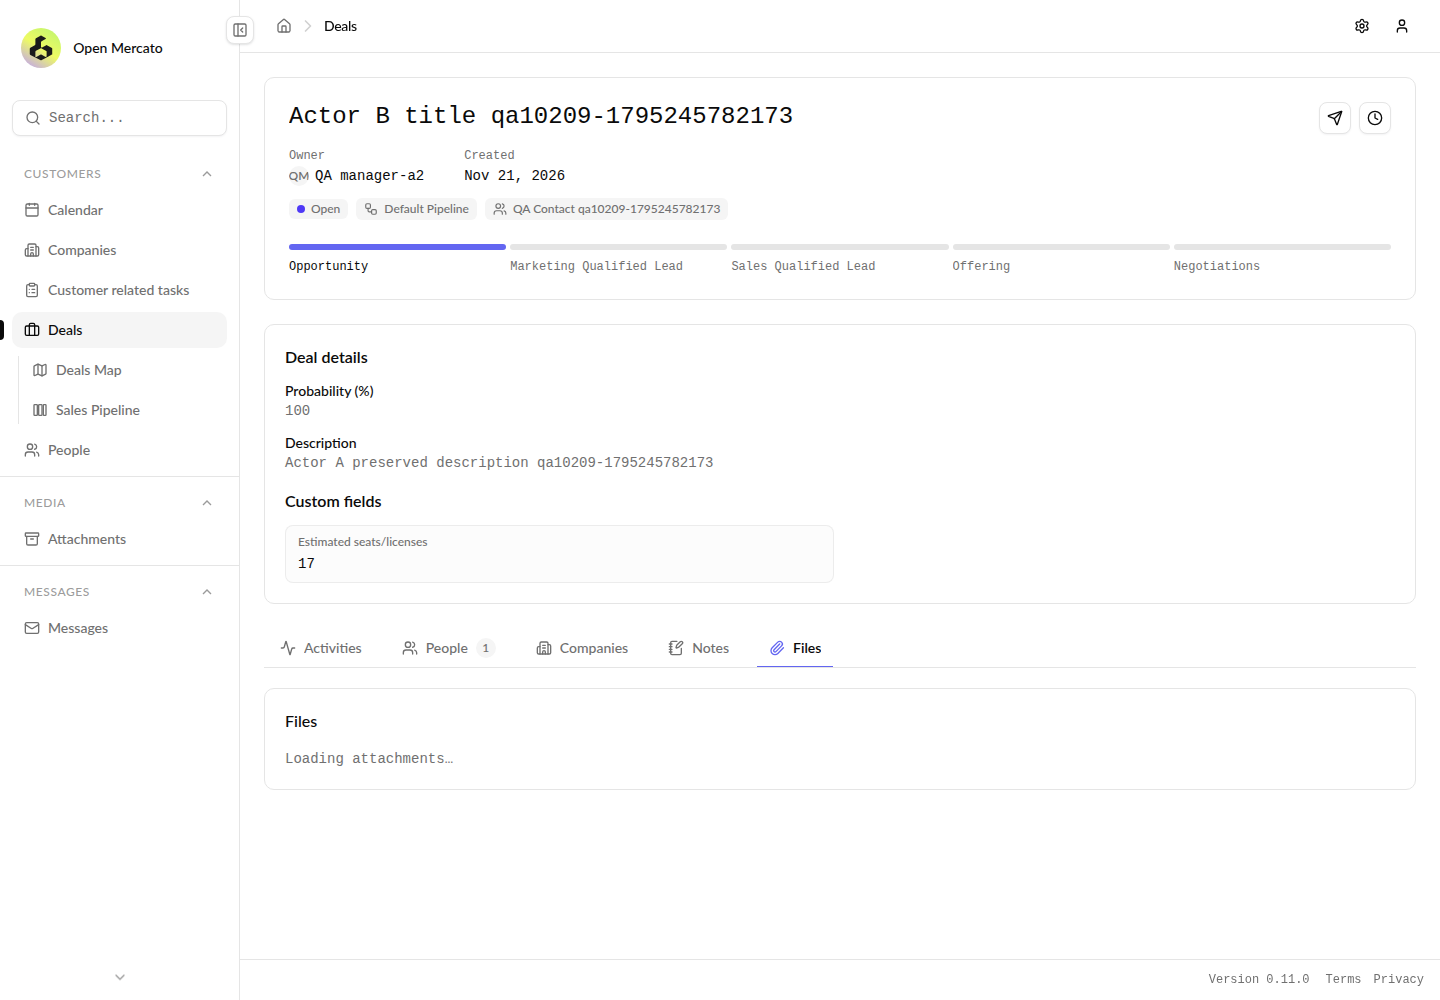 Open Mercato
Deals
Search...
CUSTOMERS
Calendar
Companies
Customer related tasks
Deals
Deals Map
Sales Pipeline
People
MEDIA
Attachments
MESSAGES
Messages
Actor B title qa10209-1795245782173
Owner
Created
QM QA manager-a2
Nov 21, 2026
Open
Default Pipeline
QA Contact qa10209-1795245782173
Opportunity
Marketing Qualified Lead
Sales Qualified Lead
Offering
Negotiations
Deal details
Probability (%)
100
Description
Actor A preserved description qa10209-1795245782173
Custom fields
Estimated seats/licenses
17
Activities
People 1
Companies
Notes
Files
Files
Loading attachments…
Version 0.11.0
Terms
Privacy